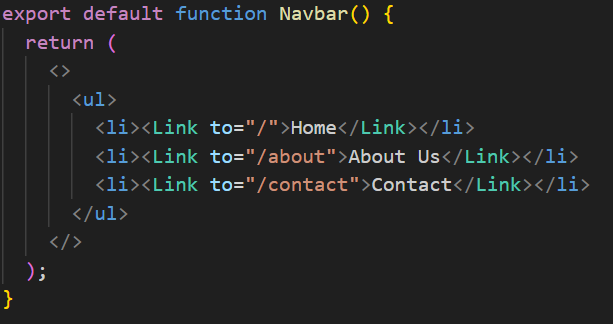 export default function Navbar() {
  return (
    <>
      <ul>
        <li><Link to="/">Home</Link></li>
        <li><Link to="/about">About Us</Link></li>
        <li><Link to="/contact">Contact</Link></li>
      </ul>
    </>
  );
}